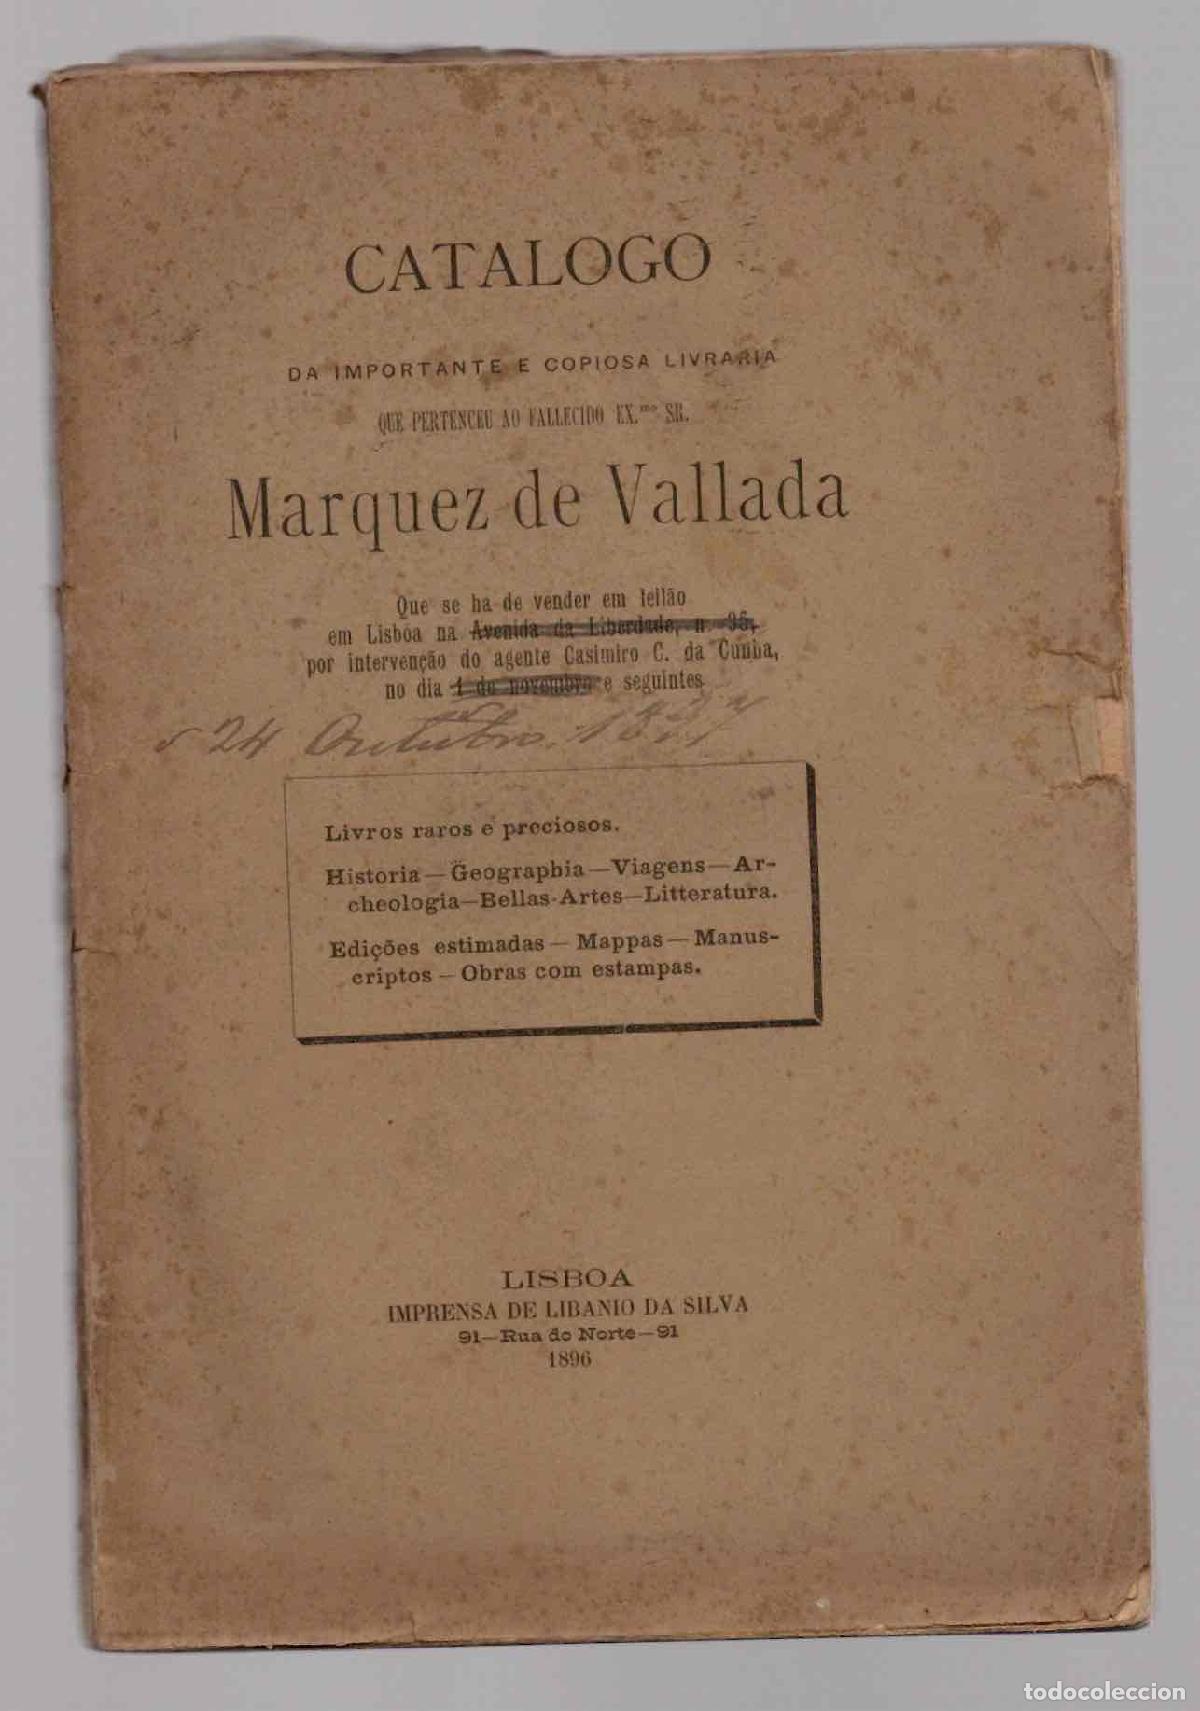 CATALOGO
DA IMPORTANTE E COPIOSA LIVRARIA
QUE PERTENCEU AO FALLECIDO EX.mo SR.
Marquez de Vallada
Que se ha de vender em leilão
em Lisboa na Avenida da Liberdade, n. 95,
por intervenção do agente Casimiro C. da Cunha,
no dia 1 de novembro e seguintes
24 Outubro 1897
Livros raros e preciosos.
Historia — Geographia — Viagens — Ar-
cheologia — Bellas-Artes — Litteratura.
Edições estimadas — Mappas — Manus-
criptos — Obras com estampas.
LISBOA
IMPRENSA DE LIBANIO DA SILVA
91 — Rua do Norte — 91
1896
todocoleccion